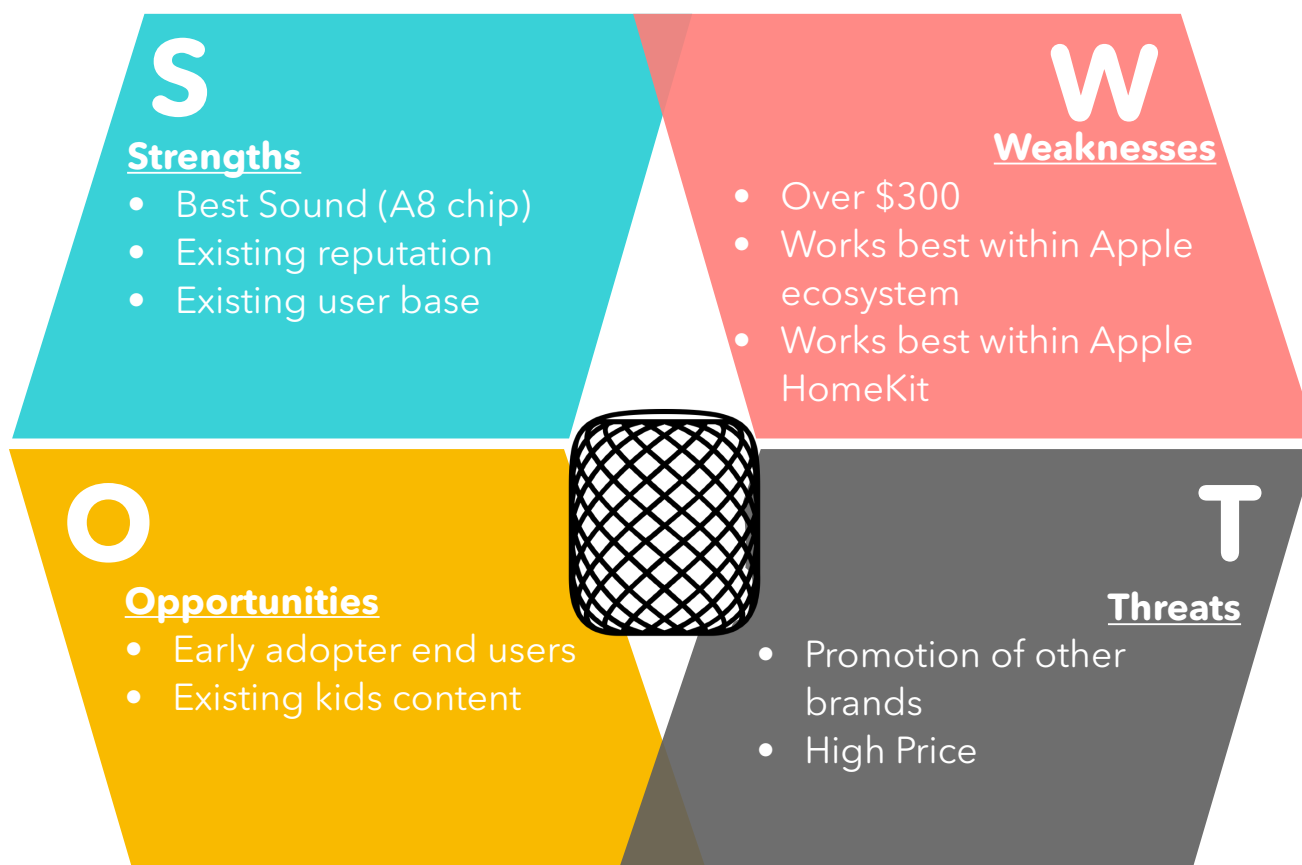 S
Strengths
• Best Sound (A8 chip)
• Existing reputation
• Existing user base
W
Weaknesses
• Over $300
• Works best within Apple
ecosystem
• Works best within Apple
HomeKit
O
Opportunities
• Early adopter end users
• Existing kids content
T
Threats
• Promotion of other
brands
• High Price